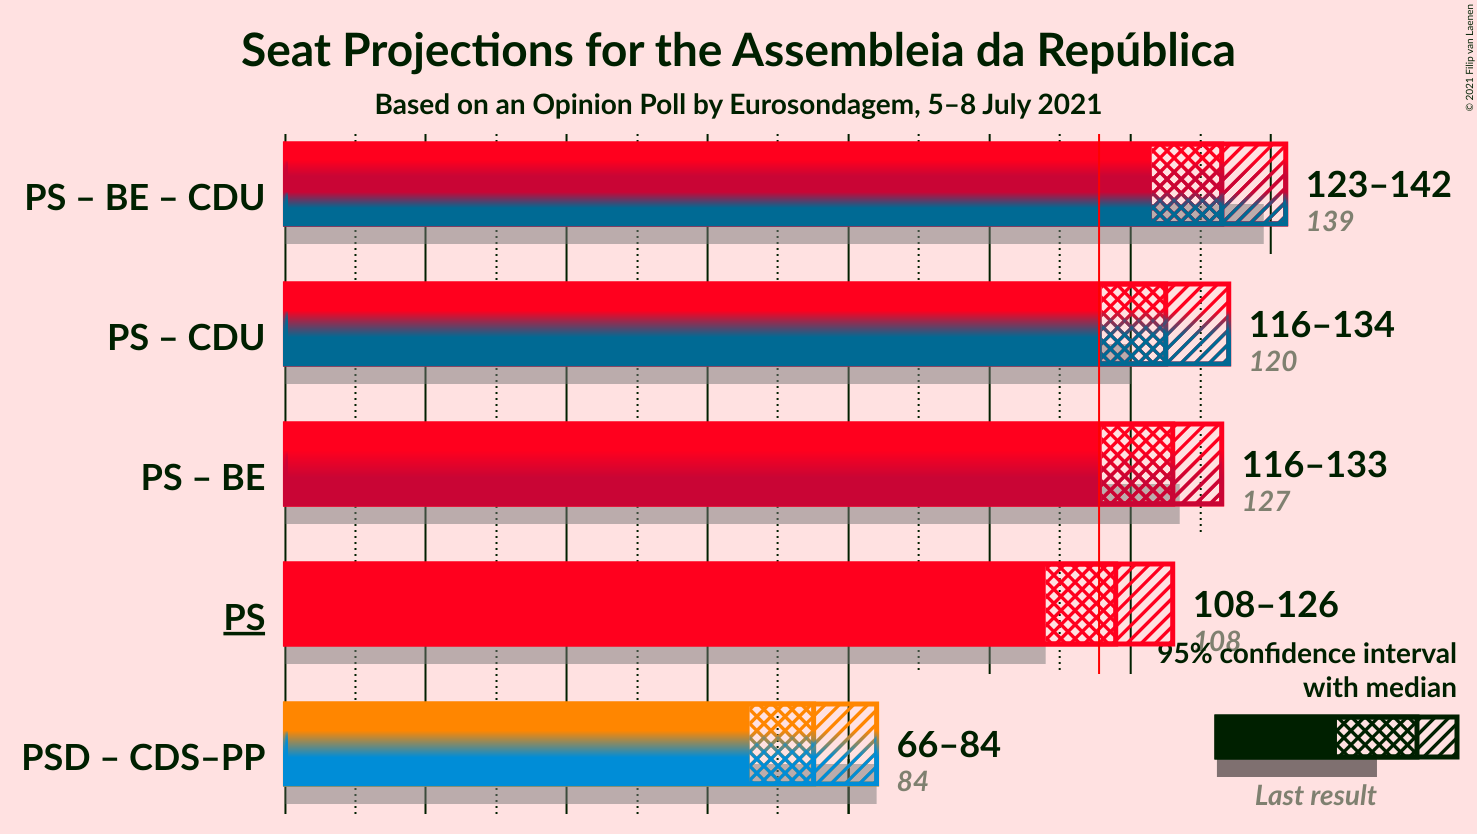 Seat Projections for the Assembleia da República
Based on an Opinion Poll by Eurosondagem, 5–8 July 2021
© 2021 Filip van Laenen
PS – BE – CDU
123–142
139
PS – CDU
116–134
120
PS – BE
116–133
127
PS
108–126
108
95% confidence interval
with median
PSD – CDS–PP
66–84
84
Last result